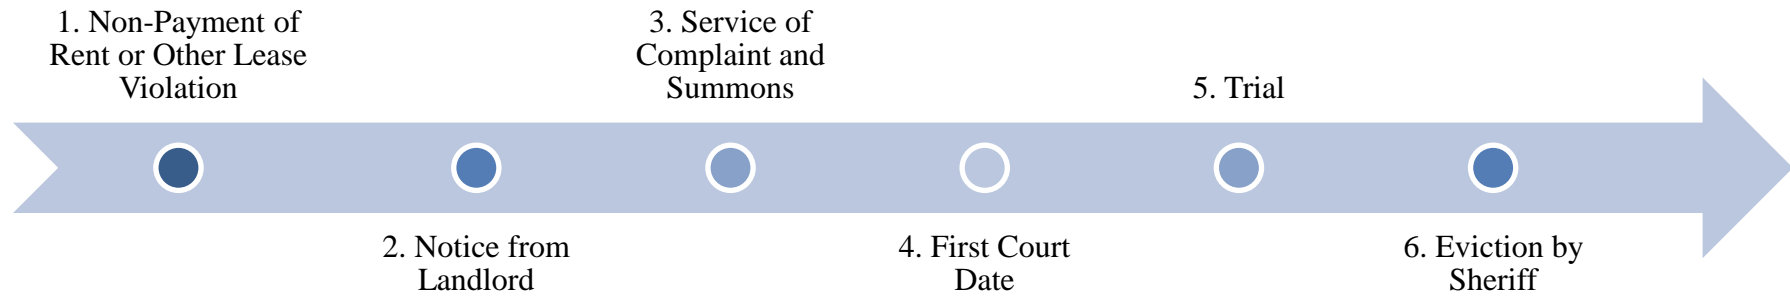 1. Non-Payment of
Rent or Other Lease
Violation
2. Notice from
Landlord
3. Service of
Complaint and
Summons
4. First Court
Date
5. Trial
6. Eviction by
Sheriff